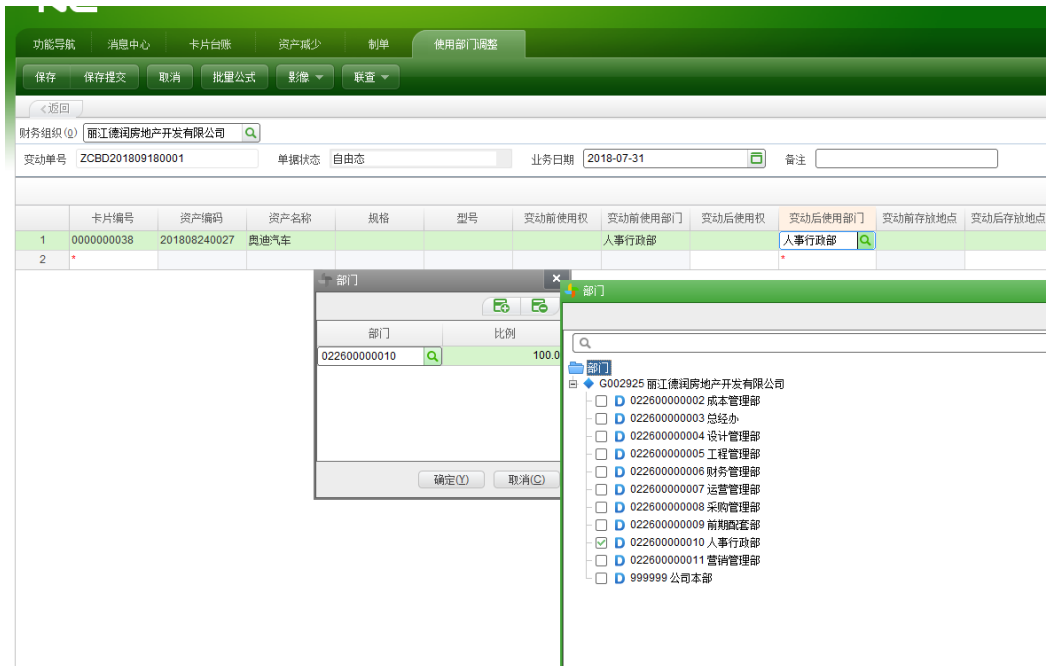 功能导航 消息中心 卡片台账 资产减少 制单 使用部门调整
保存 保存提交 取消 批量公式 影像 联查
<返回
财务组织(O) 丽江德润房地产开发有限公司
变动单号 ZCBD201809180001 单据状态 自由态 业务日期 2018-07-31 备注
卡片编号 资产编码 资产名称 规格 型号 变动前使用权 变动前使用部门 变动后使用权 变动后使用部门 变动前存放地点 变动后存放地点
1 0000000038 201808240027 奥迪汽车 人事行政部 人事行政部
2 * *
部门
部门 比例
022600000010 100.0
确定(Y) 取消(C)
部门
部门
G002925 丽江德润房地产开发有限公司
D 022600000002 成本管理部
D 022600000003 总经办
D 022600000004 设计管理部
D 022600000005 工程管理部
D 022600000006 财务管理部
D 022600000007 运营管理部
D 022600000008 采购管理部
D 022600000009 前期配套部
D 022600000010 人事行政部
D 022600000011 营销管理部
D 999999 公司本部